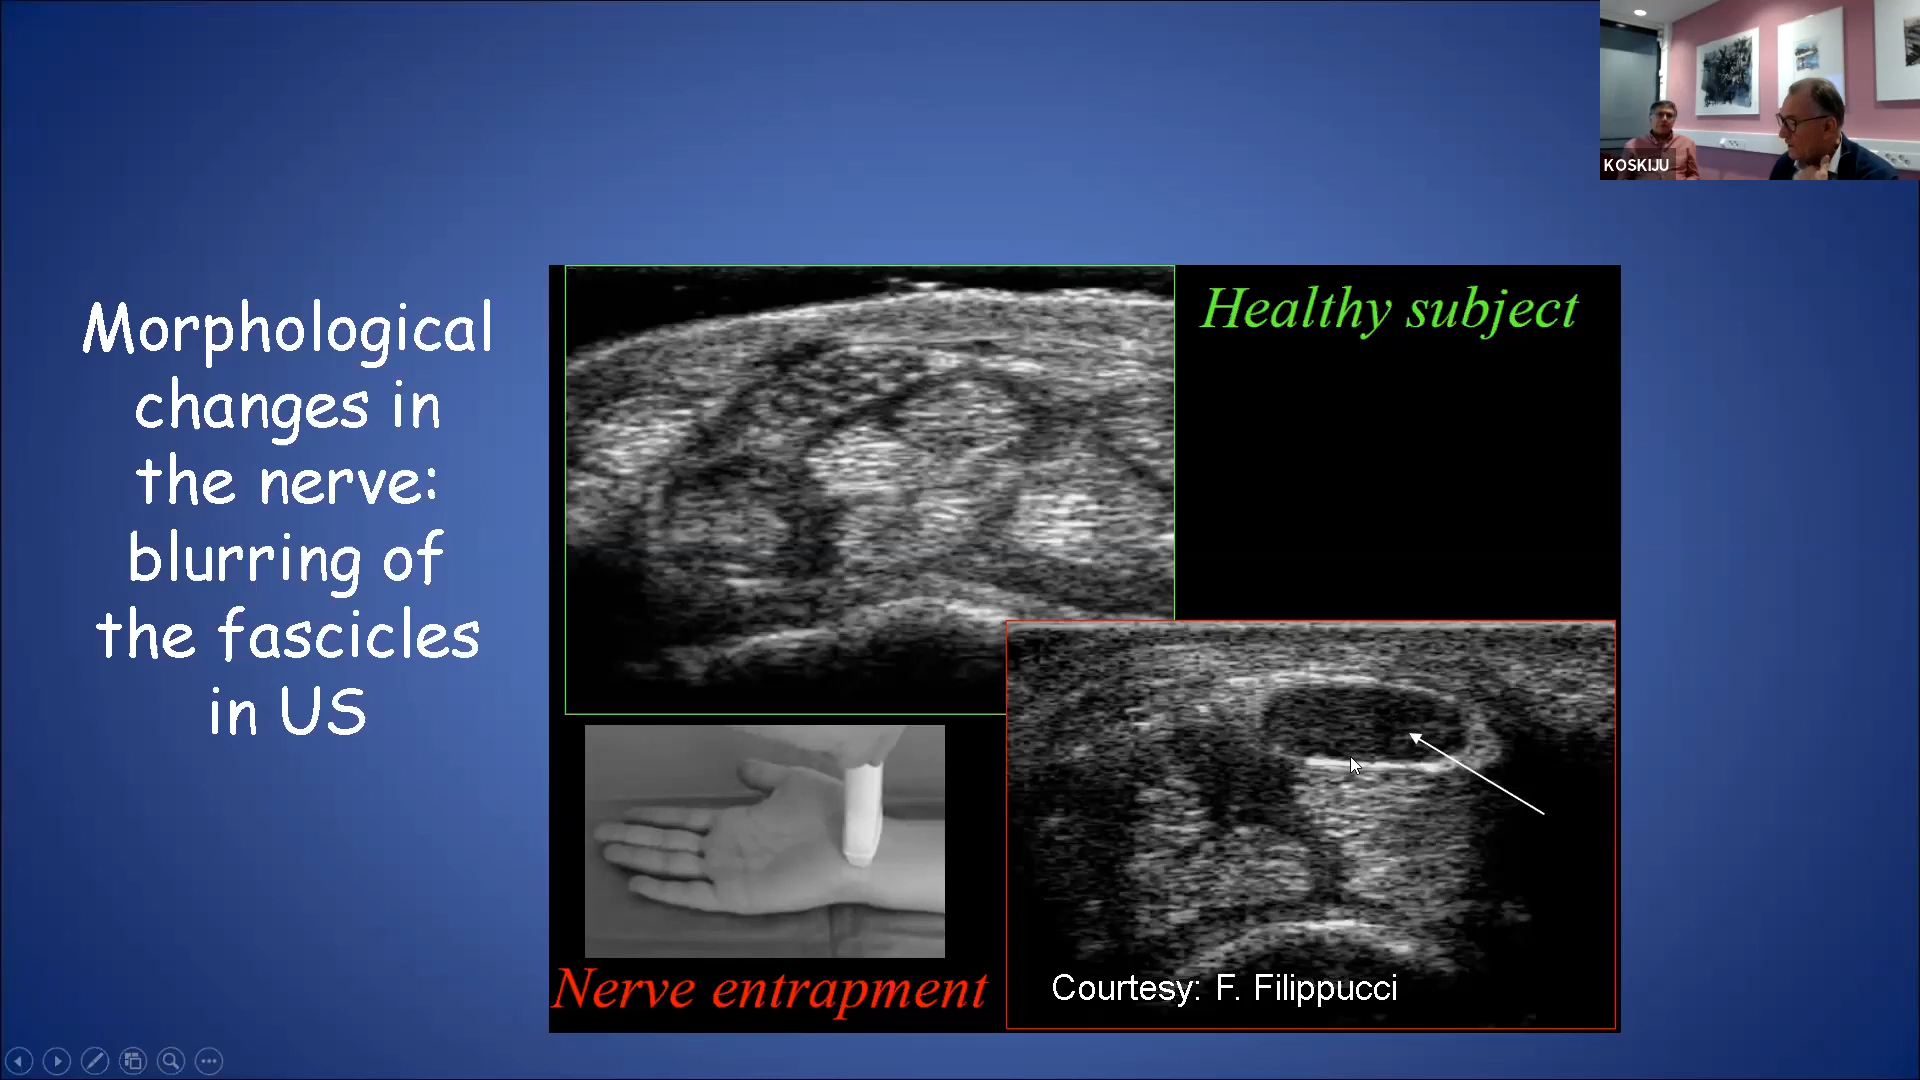 KOSKIJU
Morphological
changes in
the nerve:
blurring of
the fascicles
in US
Healthy subject
Nerve entrapment
Courtesy: F. Filippucci